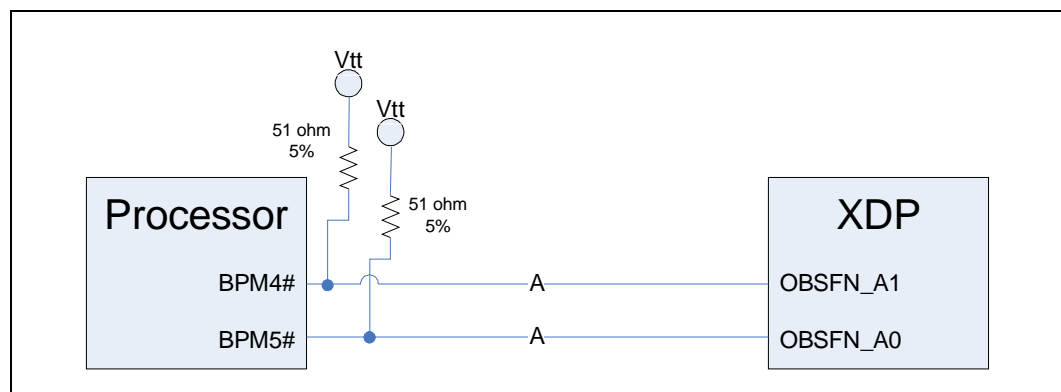 Vtt
Vtt
51 ohm
5%
51 ohm
5%
Processor
XDP
BPM4#
A
OBSFN_A1
BPM5#
A
OBSFN_A0